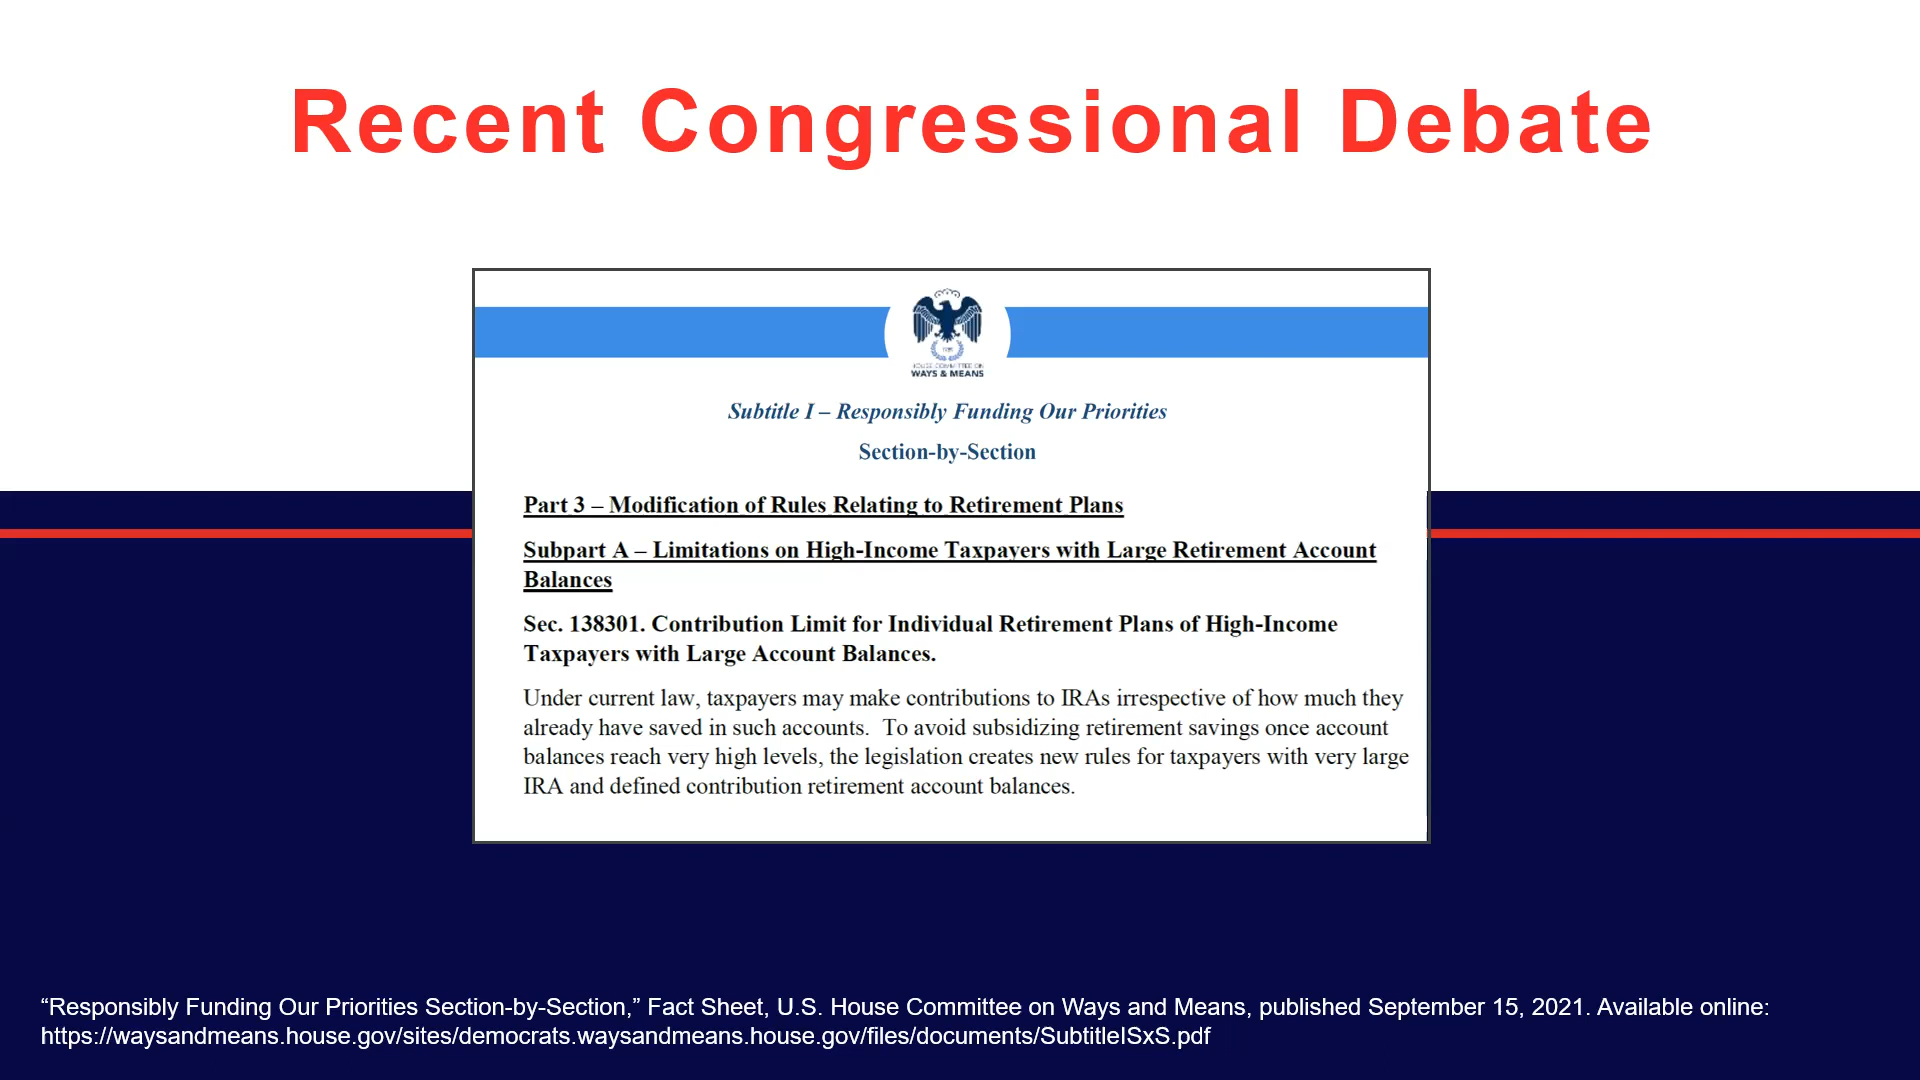 Recent Congressional Debate
HOUSE COMMITTEE ON
WAYS & MEANS
Subtitle I – Responsibly Funding Our Priorities
Section-by-Section
Part 3 – Modification of Rules Relating to Retirement Plans
Subpart A – Limitations on High-Income Taxpayers with Large Retirement Account
Balances
Sec. 138301. Contribution Limit for Individual Retirement Plans of High-Income
Taxpayers with Large Account Balances.
Under current law, taxpayers may make contributions to IRAs irrespective of how much they
already have saved in such accounts.  To avoid subsidizing retirement savings once account
balances reach very high levels, the legislation creates new rules for taxpayers with very large
IRA and defined contribution retirement account balances.
“Responsibly Funding Our Priorities Section-by-Section,” Fact Sheet, U.S. House Committee on Ways and Means, published September 15, 2021. Available online:
https://waysandmeans.house.gov/sites/democrats.waysandmeans.house.gov/files/documents/SubtitleISxS.pdf